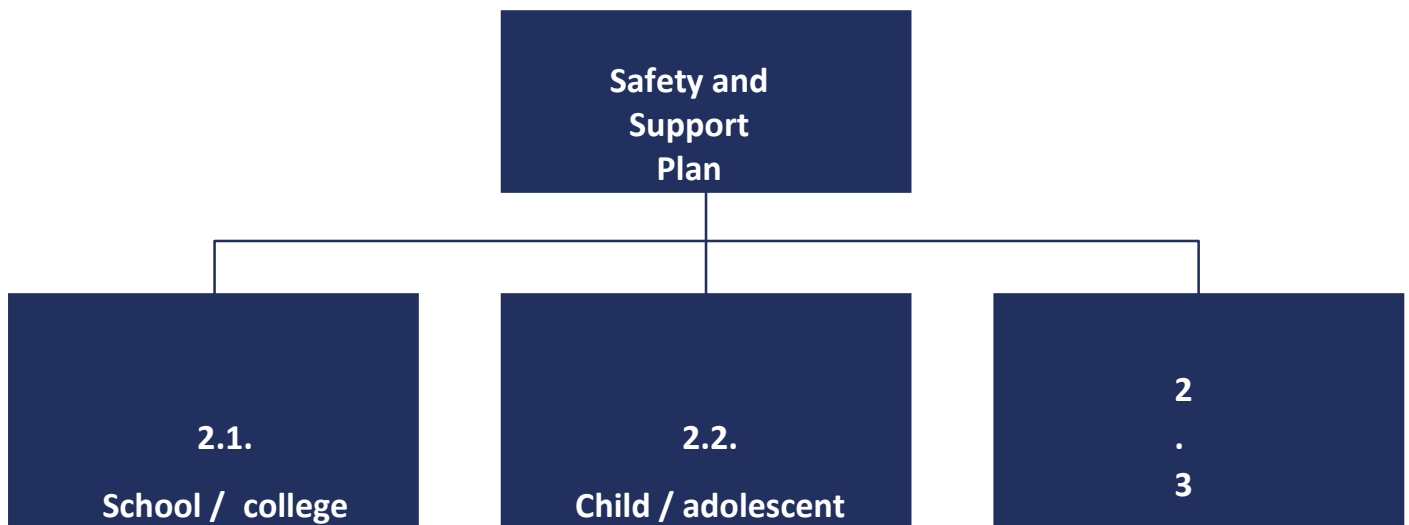 Safety and
Support
Plan
2.1.
School /  college
2.2.
Child / adolescent
2
.
3